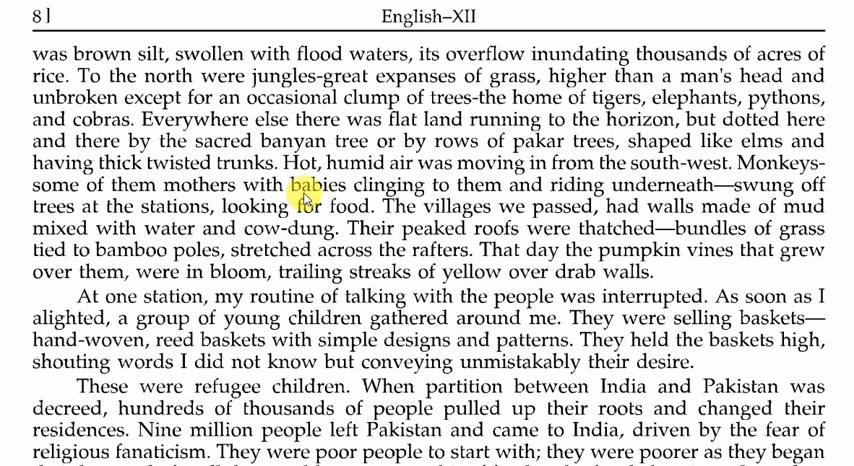 81 English–XII
was brown silt, swollen with flood waters, its overflow inundating thousands of acres of
rice. To the north were jungles-great expanses of grass, higher than a man's head and
unbroken except for an occasional clump of trees-the home of tigers, elephants, pythons,
and cobras. Everywhere else there was flat land running to the horizon, but dotted here
and there by the sacred banyan tree or by rows of pakar trees, shaped like elms and
having thick twisted trunks. Hot, humid air was moving in from the south-west. Monkeys-
some of them mothers with babies clinging to them and riding underneath—swung off
trees at the stations, looking for food. The villages we passed, had walls made of mud
mixed with water and cow-dung. Their peaked roofs were thatched—bundles of grass
tied to bamboo poles, stretched across the rafters. That day the pumpkin vines that grew
over them, were in bloom, trailing streaks of yellow over drab walls.
At one station, my routine of talking with the people was interrupted. As soon as I
alighted, a group of young children gathered around me. They were selling baskets—
hand-woven, reed baskets with simple designs and patterns. They held the baskets high,
shouting words I did not know but conveying unmistakably their desire.
These were refugee children. When partition between India and Pakistan was
decreed, hundreds of thousands of people pulled up their roots and changed their
residences. Nine million people left Pakistan and came to India, driven by the fear of
religious fanaticism. They were poor people to start with; they were poorer as they began